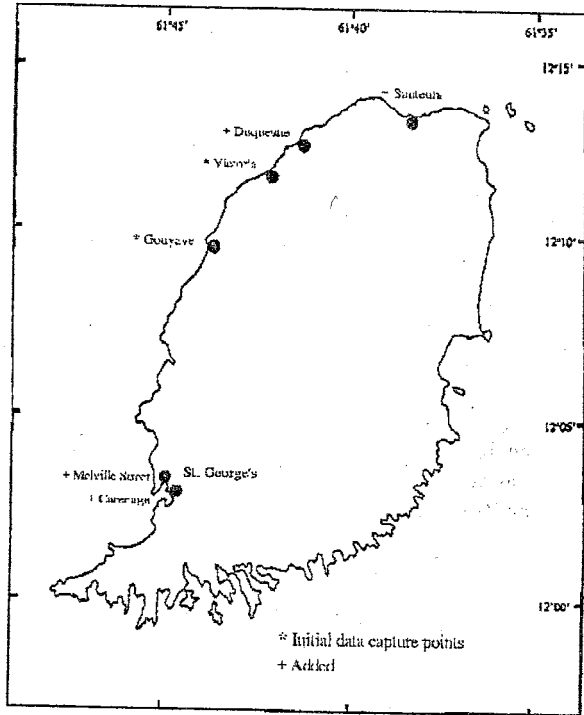 61°45' 61°40' 61°35'
12°15'
- Sauteurs
+ Duquesne
* Victoria
* Gouyave
12°10'
12°05'
+ Melville Street
St. George's
+ Carenage
12°00'
* Initial data capture points
+ Added